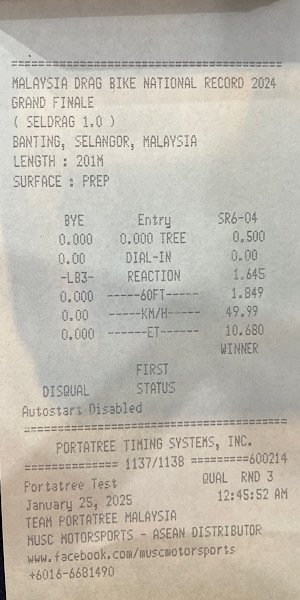 ==============================
MALAYSIA DRAG BIKE NATIONAL RECORD 2024
GRAND FINALE
( SELDRAG 1.0 )
BANTING, SELANGOR, MALAYSIA
LENGTH : 201M
SURFACE : PREP
BYE Entry SR6-04
0.000 0.000 TREE 0.500
0.00 DIAL-IN 0.00
-LB3- REACTION 1.645
0.000 -----60FT----- 1.849
0.00 -----KM/H----- 49.99
0.000 ------ET------ 10.680
WINNER
FIRST
DISQUAL STATUS
Autostart Disabled
==============================
PORTATREE TIMING SYSTEMS, INC.
============ 1137/1138 =========600214
Portatree Test QUAL RND 3
January 25, 2025 12:45:52 AM
TEAM PORTATREE MALAYSIA
MUSC MOTORSPORTS - ASEAN DISTRIBUTOR
www.facebook.com/muscmotorsports
+6016-6681490